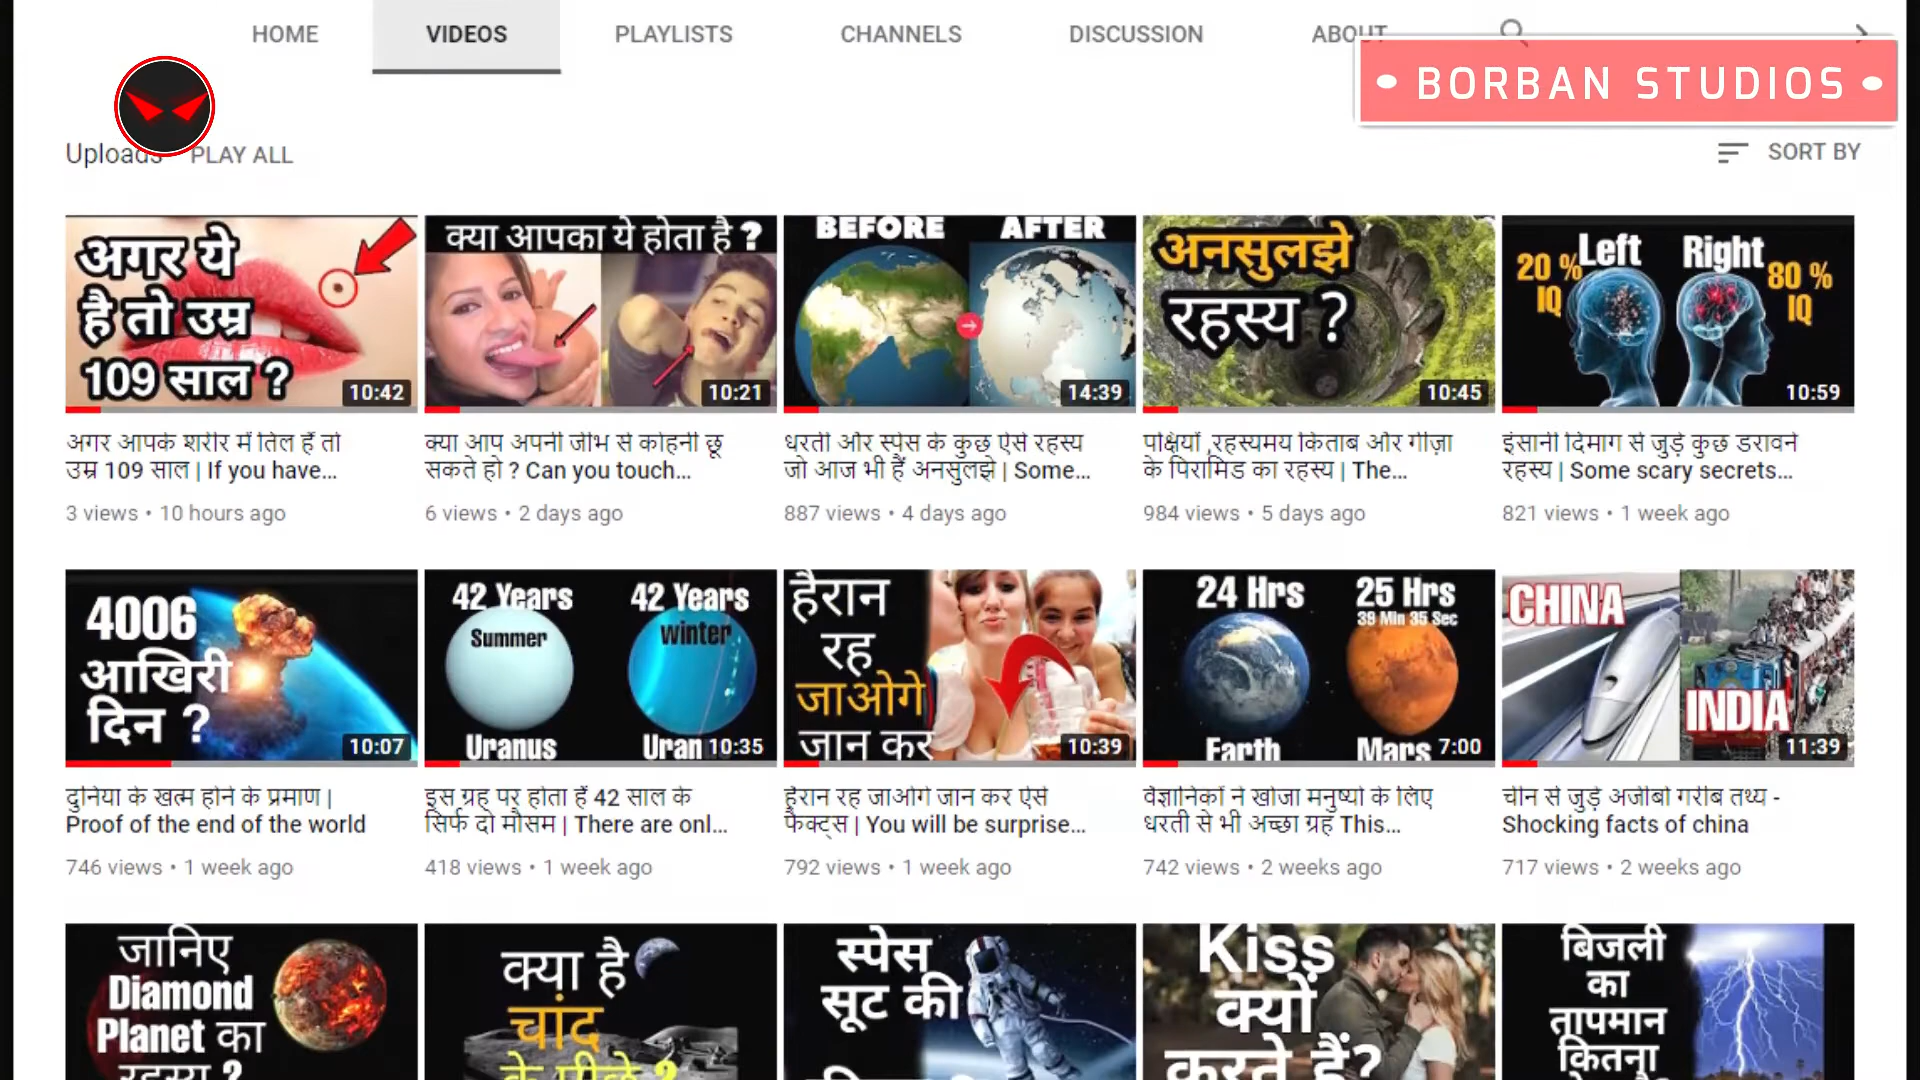 HOME VIDEOS PLAYLISTS CHANNELS DISCUSSION ABOUT
BORBAN STUDIOS
Uploads PLAY ALL SORT BY
अगर ये
है तो उम्र
109 साल ?
10:42
क्या आपका ये होता है ?
10:21
BEFORE AFTER
14:39
अनसुलझे
रहस्य ?
10:45
Left Right
20 % IQ
80 % IQ
10:59
अगर आपके शरीर में तिल हैं तो
उम्र 109 साल | If you have...
3 views • 10 hours ago
क्या आप अपनी जीभ से कोहनी छू
सकते हो ? Can you touch...
6 views • 2 days ago
धरती और स्पेस के कुछ ऐसे रहस्य
जो आज भी हैं अनसुलझे | Some...
887 views • 4 days ago
पक्षियों ,रहस्यमय किताब और गीज़ा
के पिरामिड का रहस्य | The...
984 views • 5 days ago
इंसानी दिमाग से जुड़े कुछ डरावने
रहस्य | Some scary secrets...
821 views • 1 week ago
4006
आखिरी
दिन ?
10:07
42 Years 42 Years
Summer winter
Uranus Uran
10:35
हैरान
रह
जाओगे
जान कर
10:39
24 Hrs 25 Hrs
39 Min 35 Sec
Earth Mars
7:00
CHINA
INDIA
11:39
दुनिया के खत्म होने के प्रमाण |
Proof of the end of the world
746 views • 1 week ago
इस ग्रह पर होता हैं 42 साल के
सिर्फ दो मौसम | There are onl...
418 views • 1 week ago
हैरान रह जाओगे जान कर ऐसे
फैक्ट्स | You will be surprise...
792 views • 1 week ago
वैज्ञानिकों ने खोजा मनुष्यों के लिए
धरती से भी अच्छा ग्रह This...
742 views • 2 weeks ago
चीन से जुड़े अजीबो गरीब तथ्य -
Shocking facts of china
717 views • 2 weeks ago
जानिए
Diamond
Planet का
रहस्य ?
क्या है
चांद
के पीछे ?
स्पेस
सूट की
Kiss
क्यों
करते हैं?
बिजली
का
तापमान
कितना